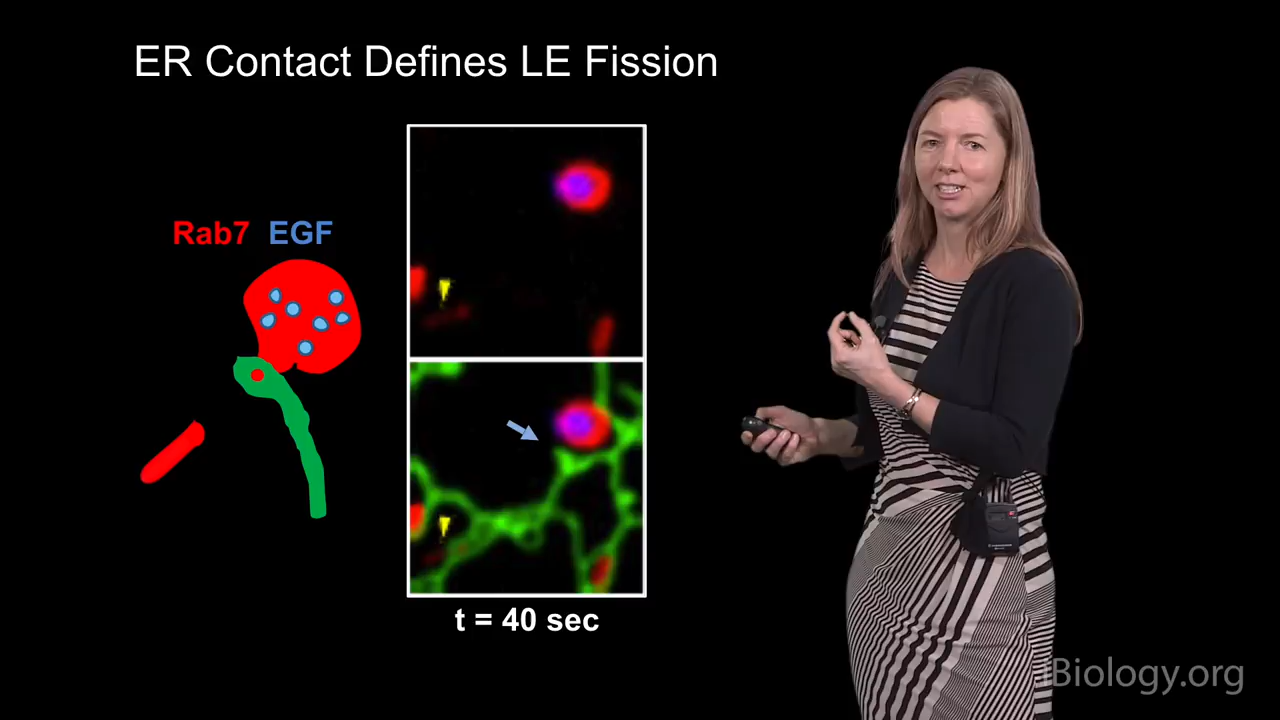 ER Contact Defines LE Fission
Rab7 EGF
t = 40 sec
iBiology.org